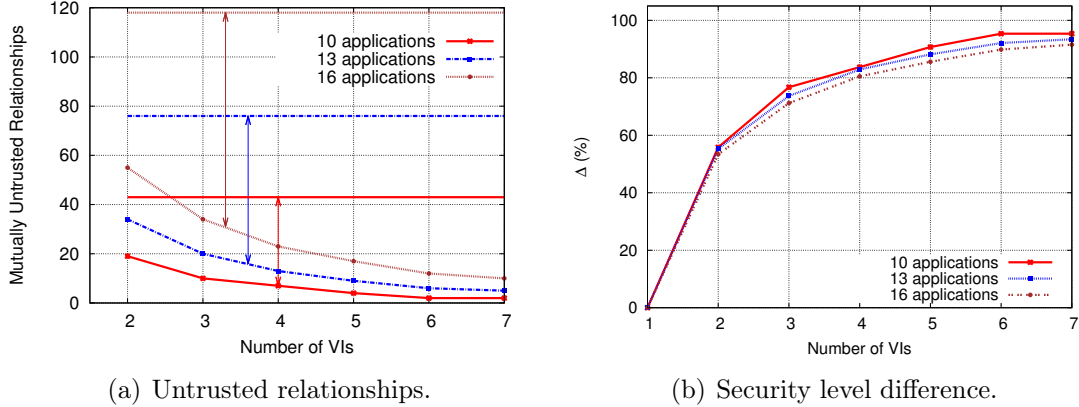 Mutually Untrusted Relationships
120
100
80
60
40
20
0
10 applications
13 applications
16 applications
2 3 4 5 6 7
Number of VIs
(a) Untrusted relationships.
Δ (%)
100
80
60
40
20
0
10 applications
13 applications
16 applications
1 2 3 4 5 6 7
Number of VIs
(b) Security level difference.